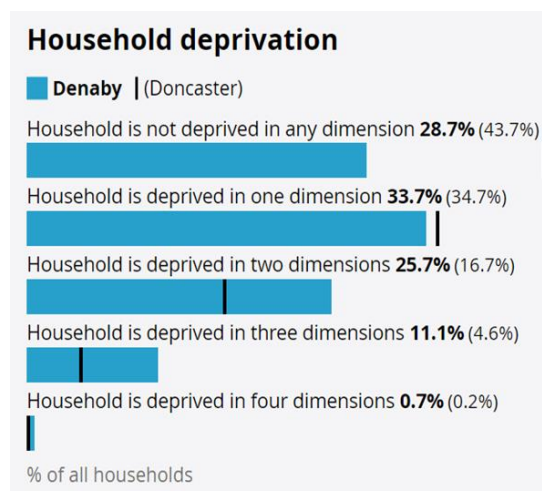 Household deprivation
Denaby (Doncaster)
Household is not deprived in any dimension 28.7% (43.7%)
Household is deprived in one dimension 33.7% (34.7%)
Household is deprived in two dimensions 25.7% (16.7%)
Household is deprived in three dimensions 11.1% (4.6%)
Household is deprived in four dimensions 0.7% (0.2%)
% of all households